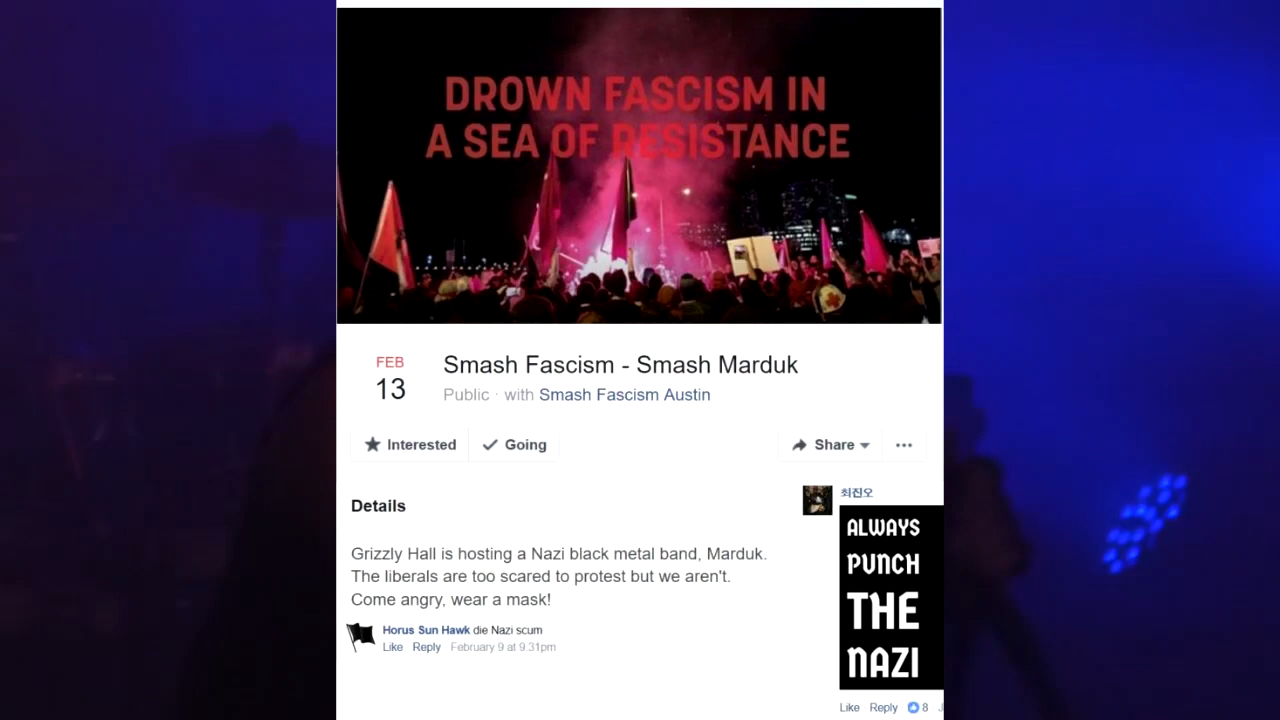 DROWN FASCISM IN
A SEA OF RESISTANCE
FEB
13
Smash Fascism - Smash Marduk
Public · with Smash Fascism Austin
Interested
Going
Share
Details
Grizzly Hall is hosting a Nazi black metal band, Marduk.
The liberals are too scared to protest but we aren't.
Come angry, wear a mask!
Horus Sun Hawk die Nazi scum
Like Reply February 9 at 9.31pm
최진오
ALWAYS
PUNCH
THE
NAZI
Like Reply 8